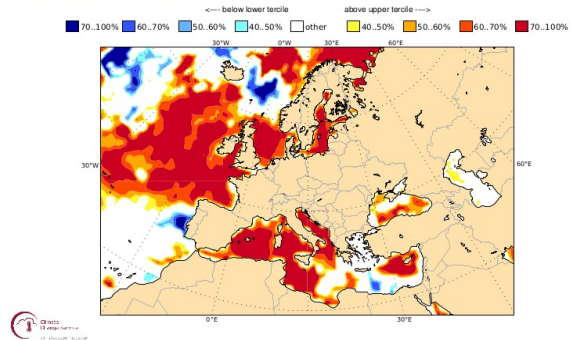 <---- below lower tercile above upper tercile ---->
70..100% 60..70% 50..60% 40..50% other 40..50% 50..60% 60..70% 70..100%
30°W 0°W 30°E 60°E
30°W 60°E
0°E 30°E
Climate